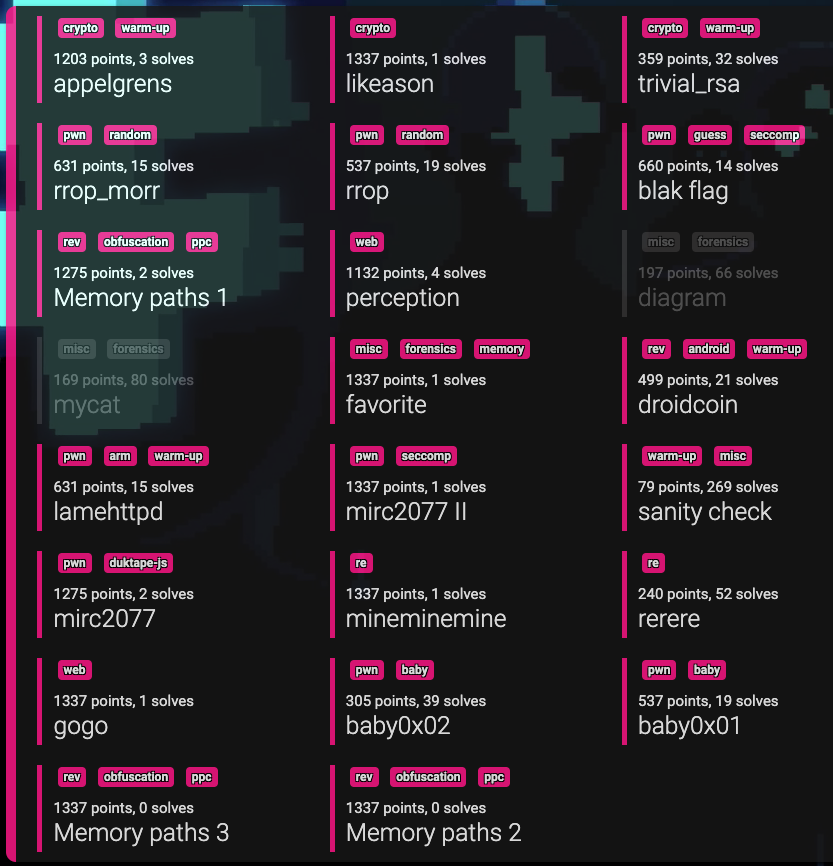 crypto warm-up
1203 points, 3 solves
appelgrens
crypto
1337 points, 1 solves
likeason
crypto warm-up
359 points, 32 solves
trivial_rsa
pwn random
631 points, 15 solves
rrop_morr
pwn random
537 points, 19 solves
rrop
pwn guess seccomp
660 points, 14 solves
blak flag
rev obfuscation ppc
1275 points, 2 solves
Memory paths 1
web
1132 points, 4 solves
perception
misc forensics
197 points, 66 solves
diagram
misc forensics
169 points, 80 solves
mycat
misc forensics memory
1337 points, 1 solves
favorite
rev android warm-up
499 points, 21 solves
droidcoin
pwn arm warm-up
631 points, 15 solves
lamehttpd
pwn seccomp
1337 points, 1 solves
mirc2077 II
warm-up misc
79 points, 269 solves
sanity check
pwn duktape-js
1275 points, 2 solves
mirc2077
re
1337 points, 1 solves
mineminemine
re
240 points, 52 solves
rerere
web
1337 points, 1 solves
gogo
pwn baby
305 points, 39 solves
baby0x02
pwn baby
537 points, 19 solves
baby0x01
rev obfuscation ppc
1337 points, 0 solves
Memory paths 3
rev obfuscation ppc
1337 points, 0 solves
Memory paths 2